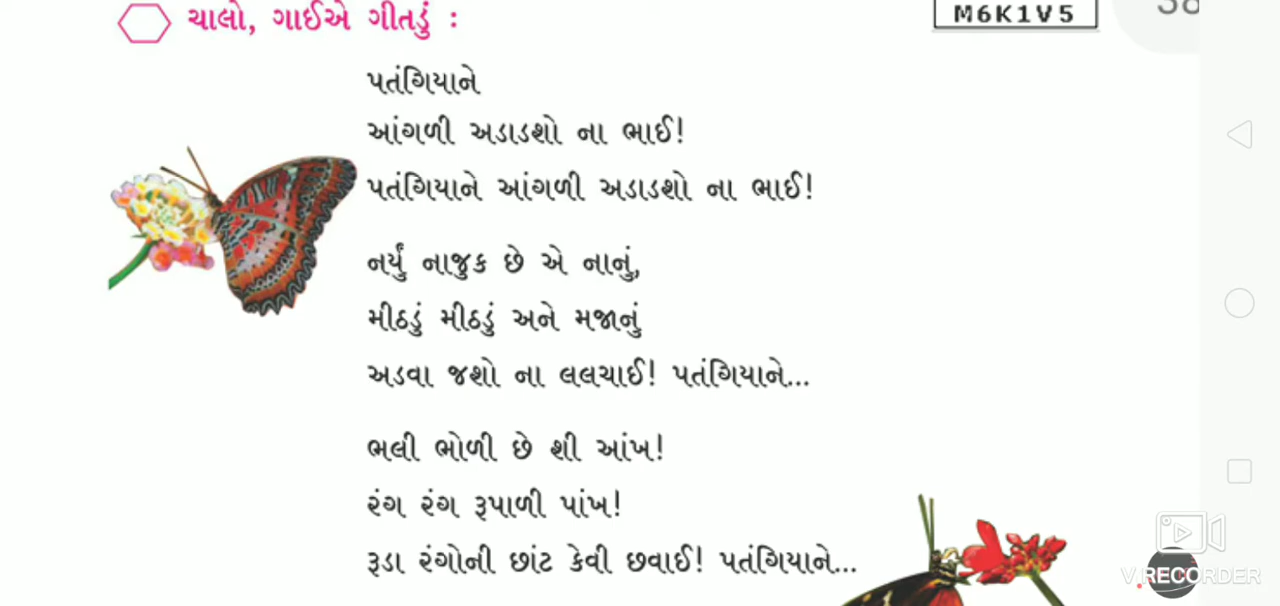 ચાલો, ગાઈએ ગીતડું :
M6K1V5
38
પતંગિયાને
આંગળી અડાડશો ના ભાઈ!
પતંગિયાને આંગળી અડાડશો ના ભાઈ!
નર્યું નાજુક છે એ નાનું,
મીઠડું મીઠડું અને મજાનું
અડવા જશો ના લલચાઈ! પતંગિયાને...
ભલી ભોળી છે શી આંખ!
રંગ રંગ રૂપાળી પાંખ!
રૂડા રંગોની છાંટ કેવી છવાઈ! પતંગિયાને...
V.RECORDER